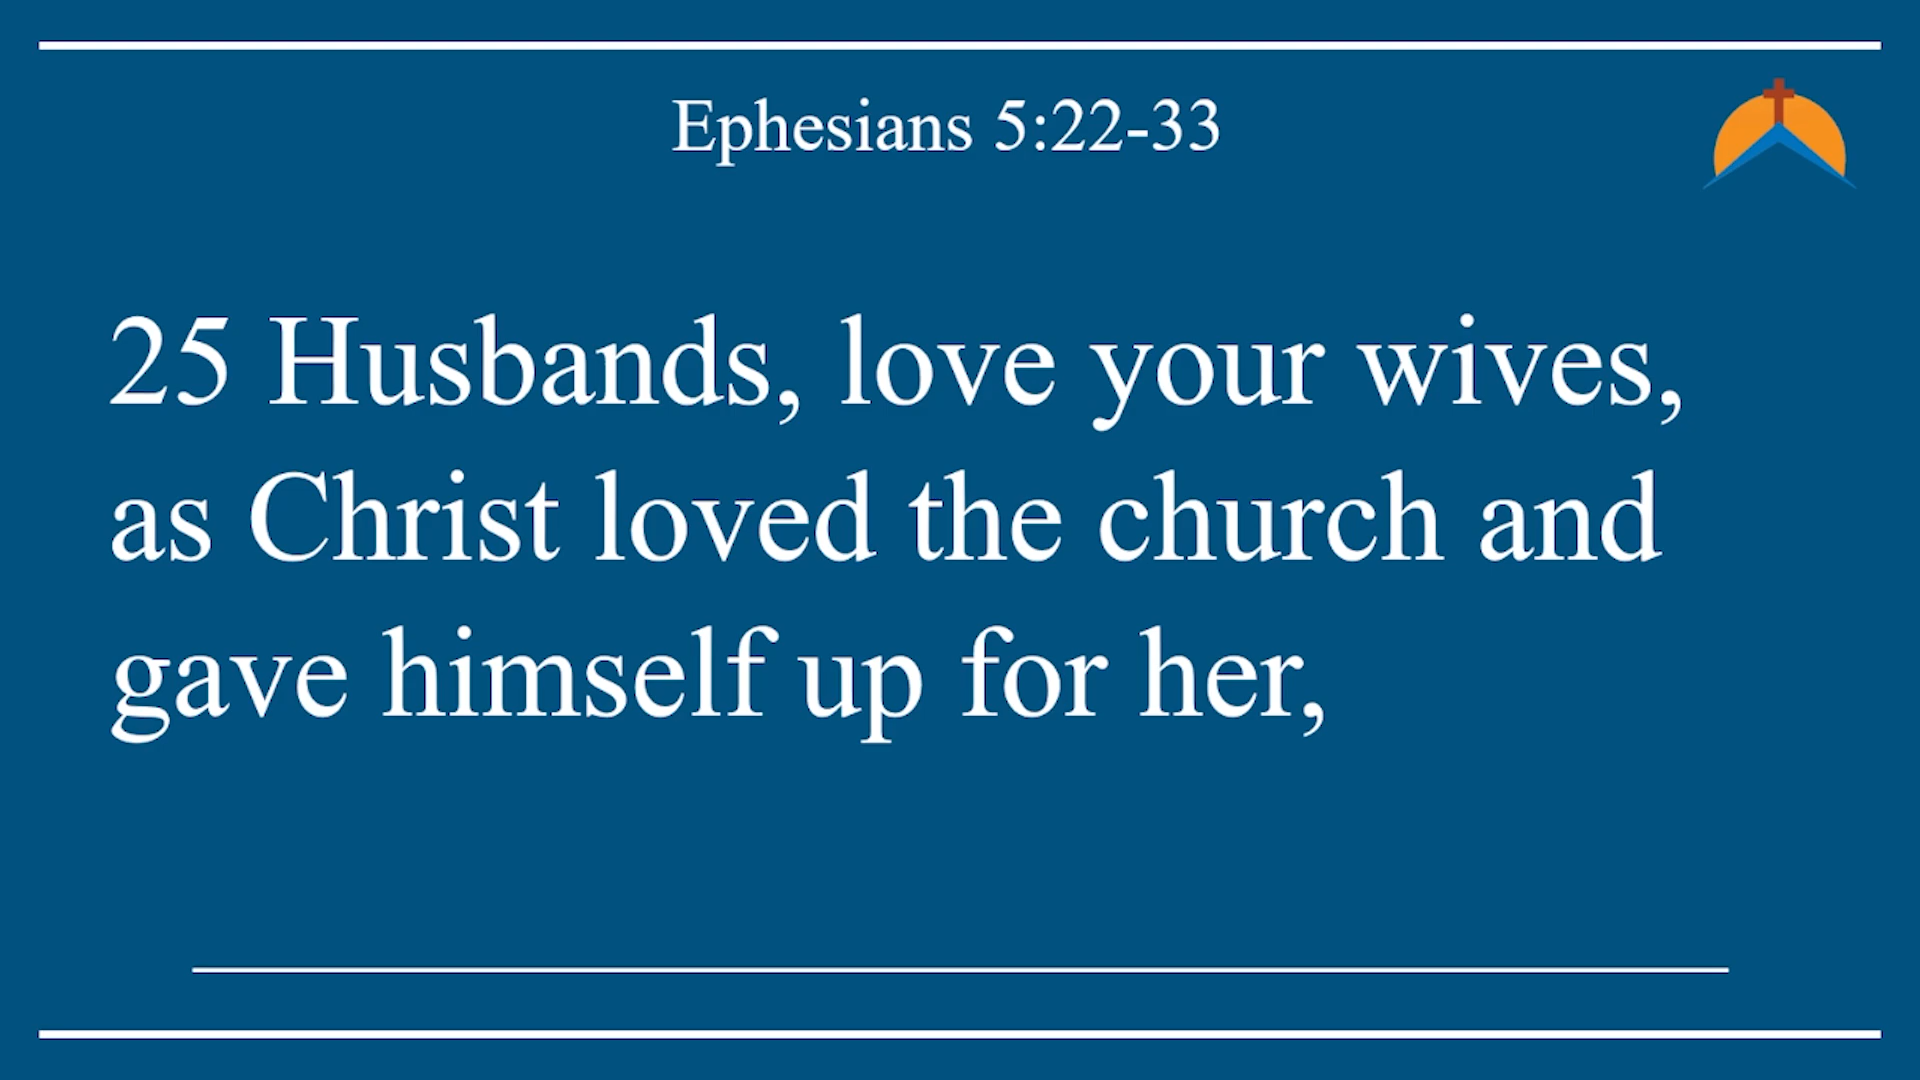 Ephesians 5:22-33
25 Husbands, love your wives,
as Christ loved the church and
gave himself up for her,